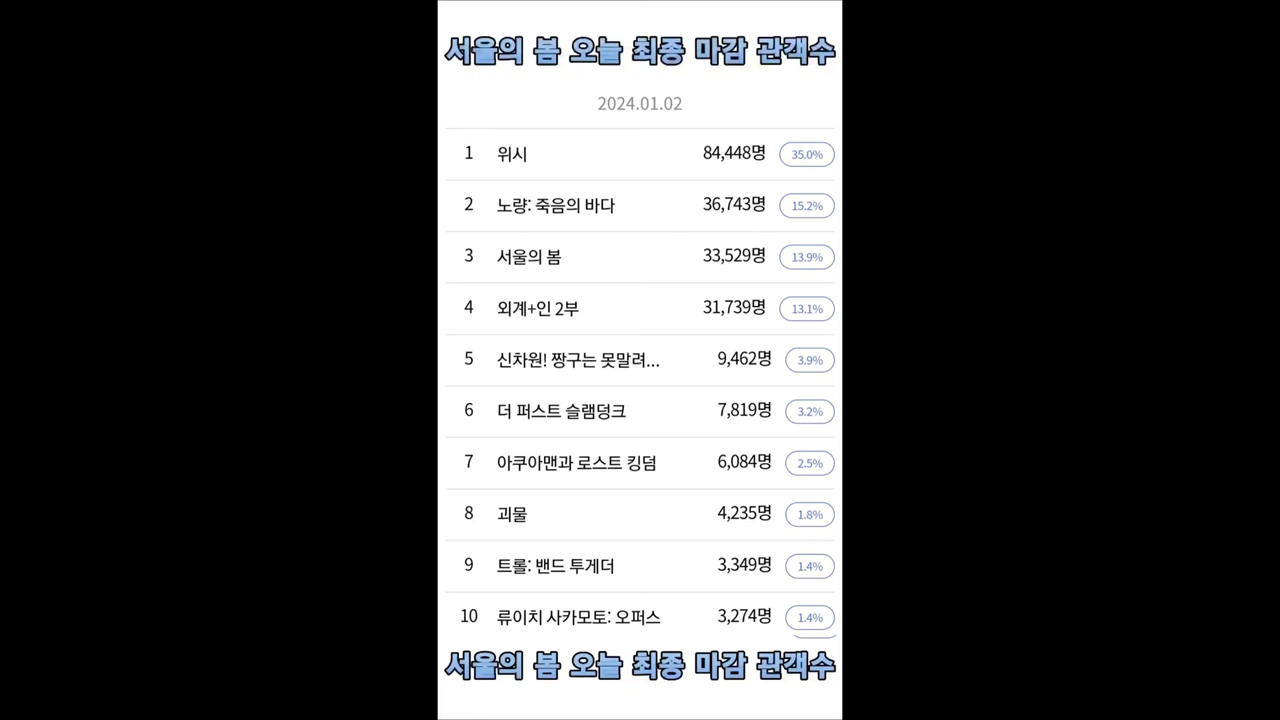 서울의 봄 오늘 최종 마감 관객수
2024.01.02
1 위시 84,448명 35.0%
2 노량: 죽음의 바다 36,743명 15.2%
3 서울의 봄 33,529명 13.9%
4 외계+인 2부 31,739명 13.1%
5 신차원! 짱구는 못말려... 9,462명 3.9%
6 더 퍼스트 슬램덩크 7,819명 3.2%
7 아쿠아맨과 로스트 킹덤 6,084명 2.5%
8 괴물 4,235명 1.8%
9 트롤: 밴드 투게더 3,349명 1.4%
10 류이치 사카모토: 오퍼스 3,274명 1.4%
서울의 봄 오늘 최종 마감 관객수